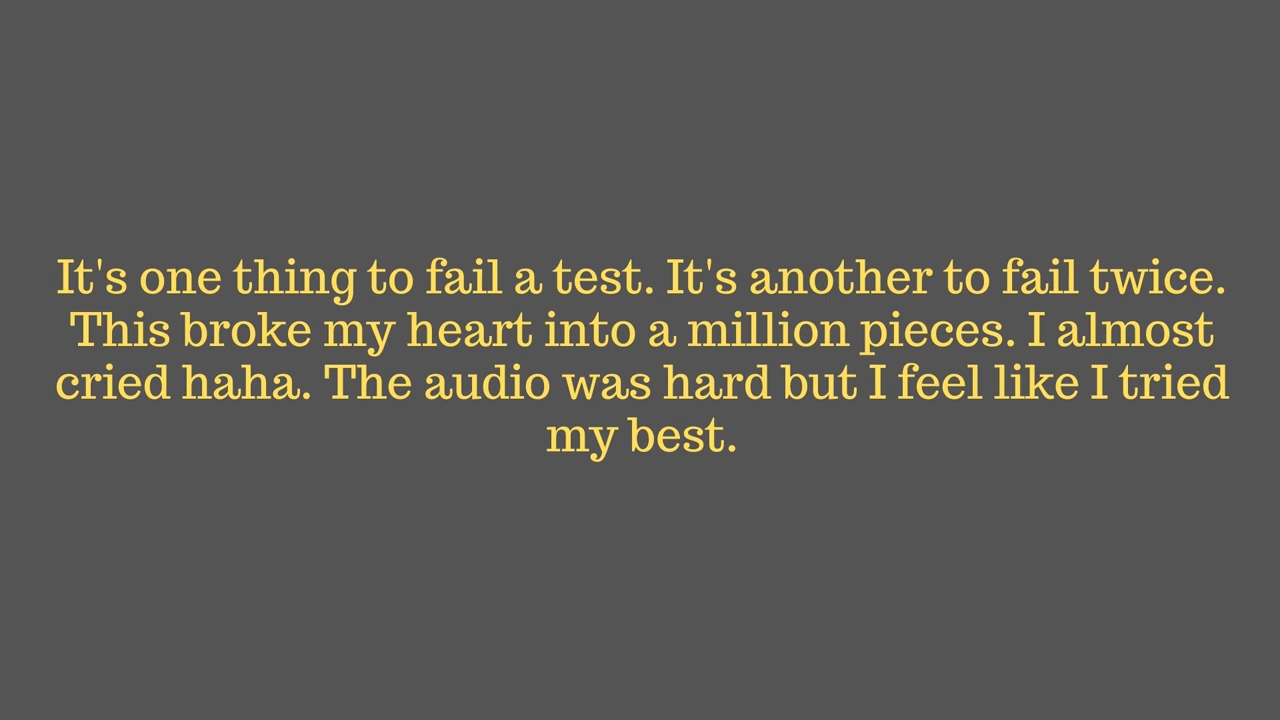 It's one thing to fail a test. It's another to fail twice.
This broke my heart into a million pieces. I almost
cried haha. The audio was hard but I feel like I tried
my best.